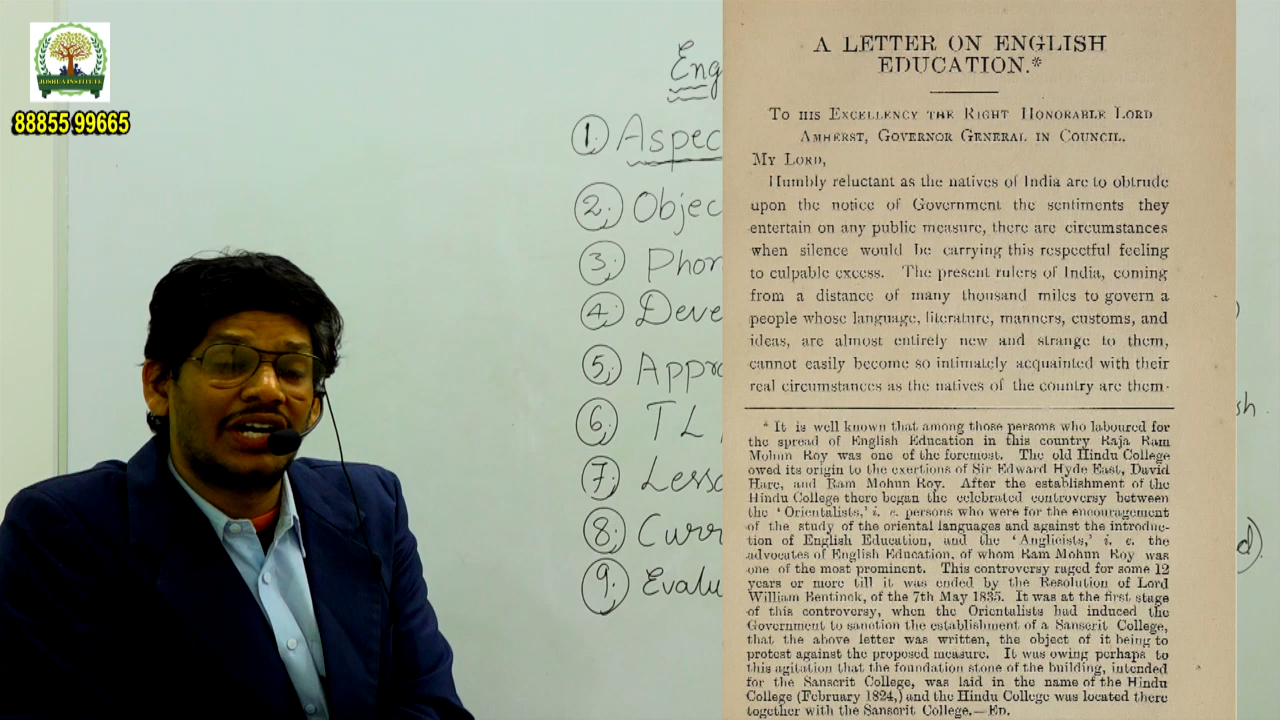 JOSHUA INSTITUTE
88855 99665
Eng
1. Aspec
2. Objec
3. Phon
4. Deve
5. Appro
6. TL
7. Lesso
8. Curr
9. Evalu
sh
d).
A LETTER ON ENGLISH
EDUCATION.*
TO HIS EXCELLENCY THE RIGHT HONORABLE LORD
AMHERST, GOVERNOR GENERAL IN COUNCIL.
MY LORD,
Humbly reluctant as the natives of India are to obtrude
upon the notice of Government the sentiments they
entertain on any public measure, there are circumstances
when silence would be carrying this respectful feeling
to culpable excess. The present rulers of India, coming
from a distance of many thousand miles to govern a
people whose language, literature, manners, customs, and
ideas, are almost entirely new and strange to them,
cannot easily become so intimately acquainted with their
real circumstances as the natives of the country are them-
* It is well known that among those persons who laboured for
the spread of English Education in this country Raja Ram
Mohun Roy was one of the foremost. The old Hindu College
owed its origin to the exertions of Sir Edward Hyde East, David
Hare, and Ram Mohun Roy. After the establishment of the
Hindu College there began the celebrated controversy between
the 'Orientalists,' i. e. persons who were for the encouragement
of the study of the oriental languages and against the introduc-
tion of English Education, and the 'Anglicists,' i. e. the
advocates of English Education, of whom Ram Mohun Roy was
one of the most prominent. This controversy raged for some 12
years or more till it was ended by the Resolution of Lord
William Bentinck, of the 7th May 1835. It was at the first stage
of this controversy, when the Orientalists had induced the
Government to sanction the establishment of a Sanscrit College,
that the above letter was written, the object of it being to
protest against the proposed measure. It was owing perhaps to
this agitation that the foundation stone of the building, intended
for the Sanscrit College, was laid in the name of the Hindu
College (February 1824,) and the Hindu College was located there
together with the Sanscrit College.—ED.